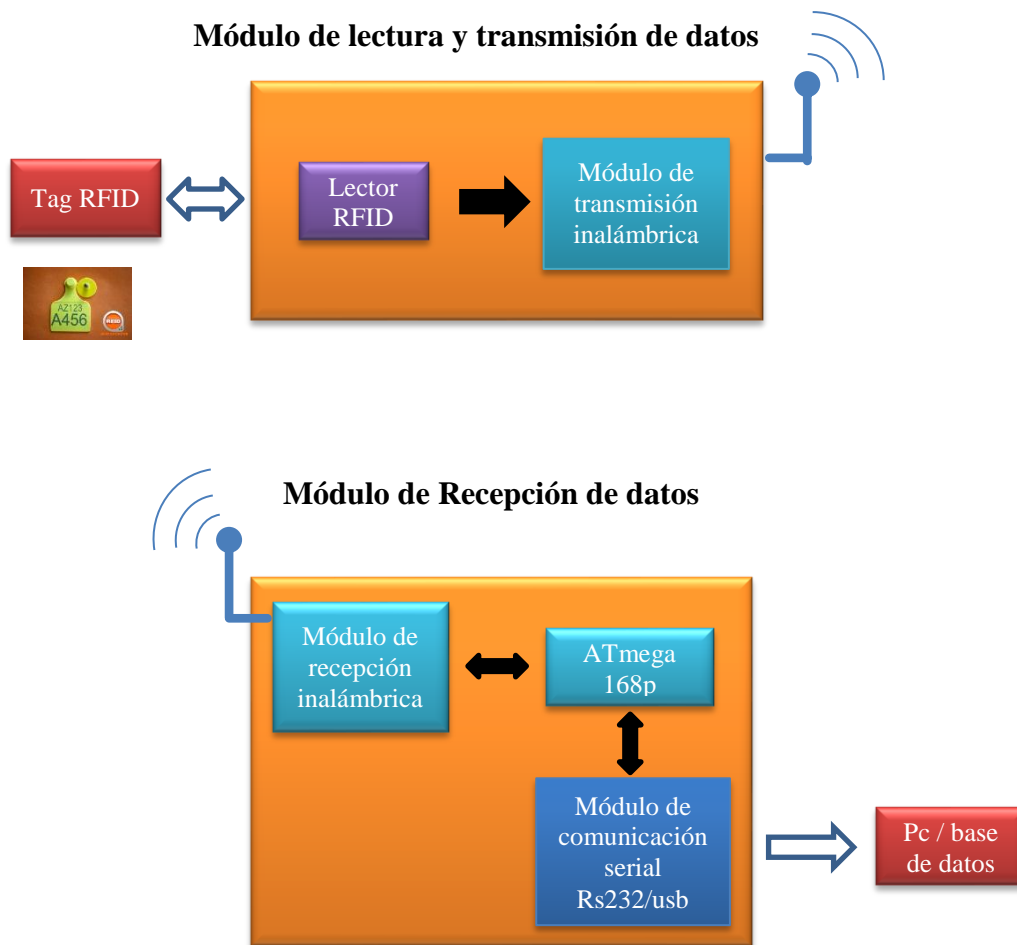 Módulo de lectura y transmisión de datos
Tag RFID
Lector
RFID
Módulo de
transmisión
inalámbrica
AZ123
A456
Módulo de Recepción de datos
Módulo de
recepción
inalámbrica
ATmega
168p
Módulo de
comunicación
serial
Rs232/usb
Pc / base
de datos